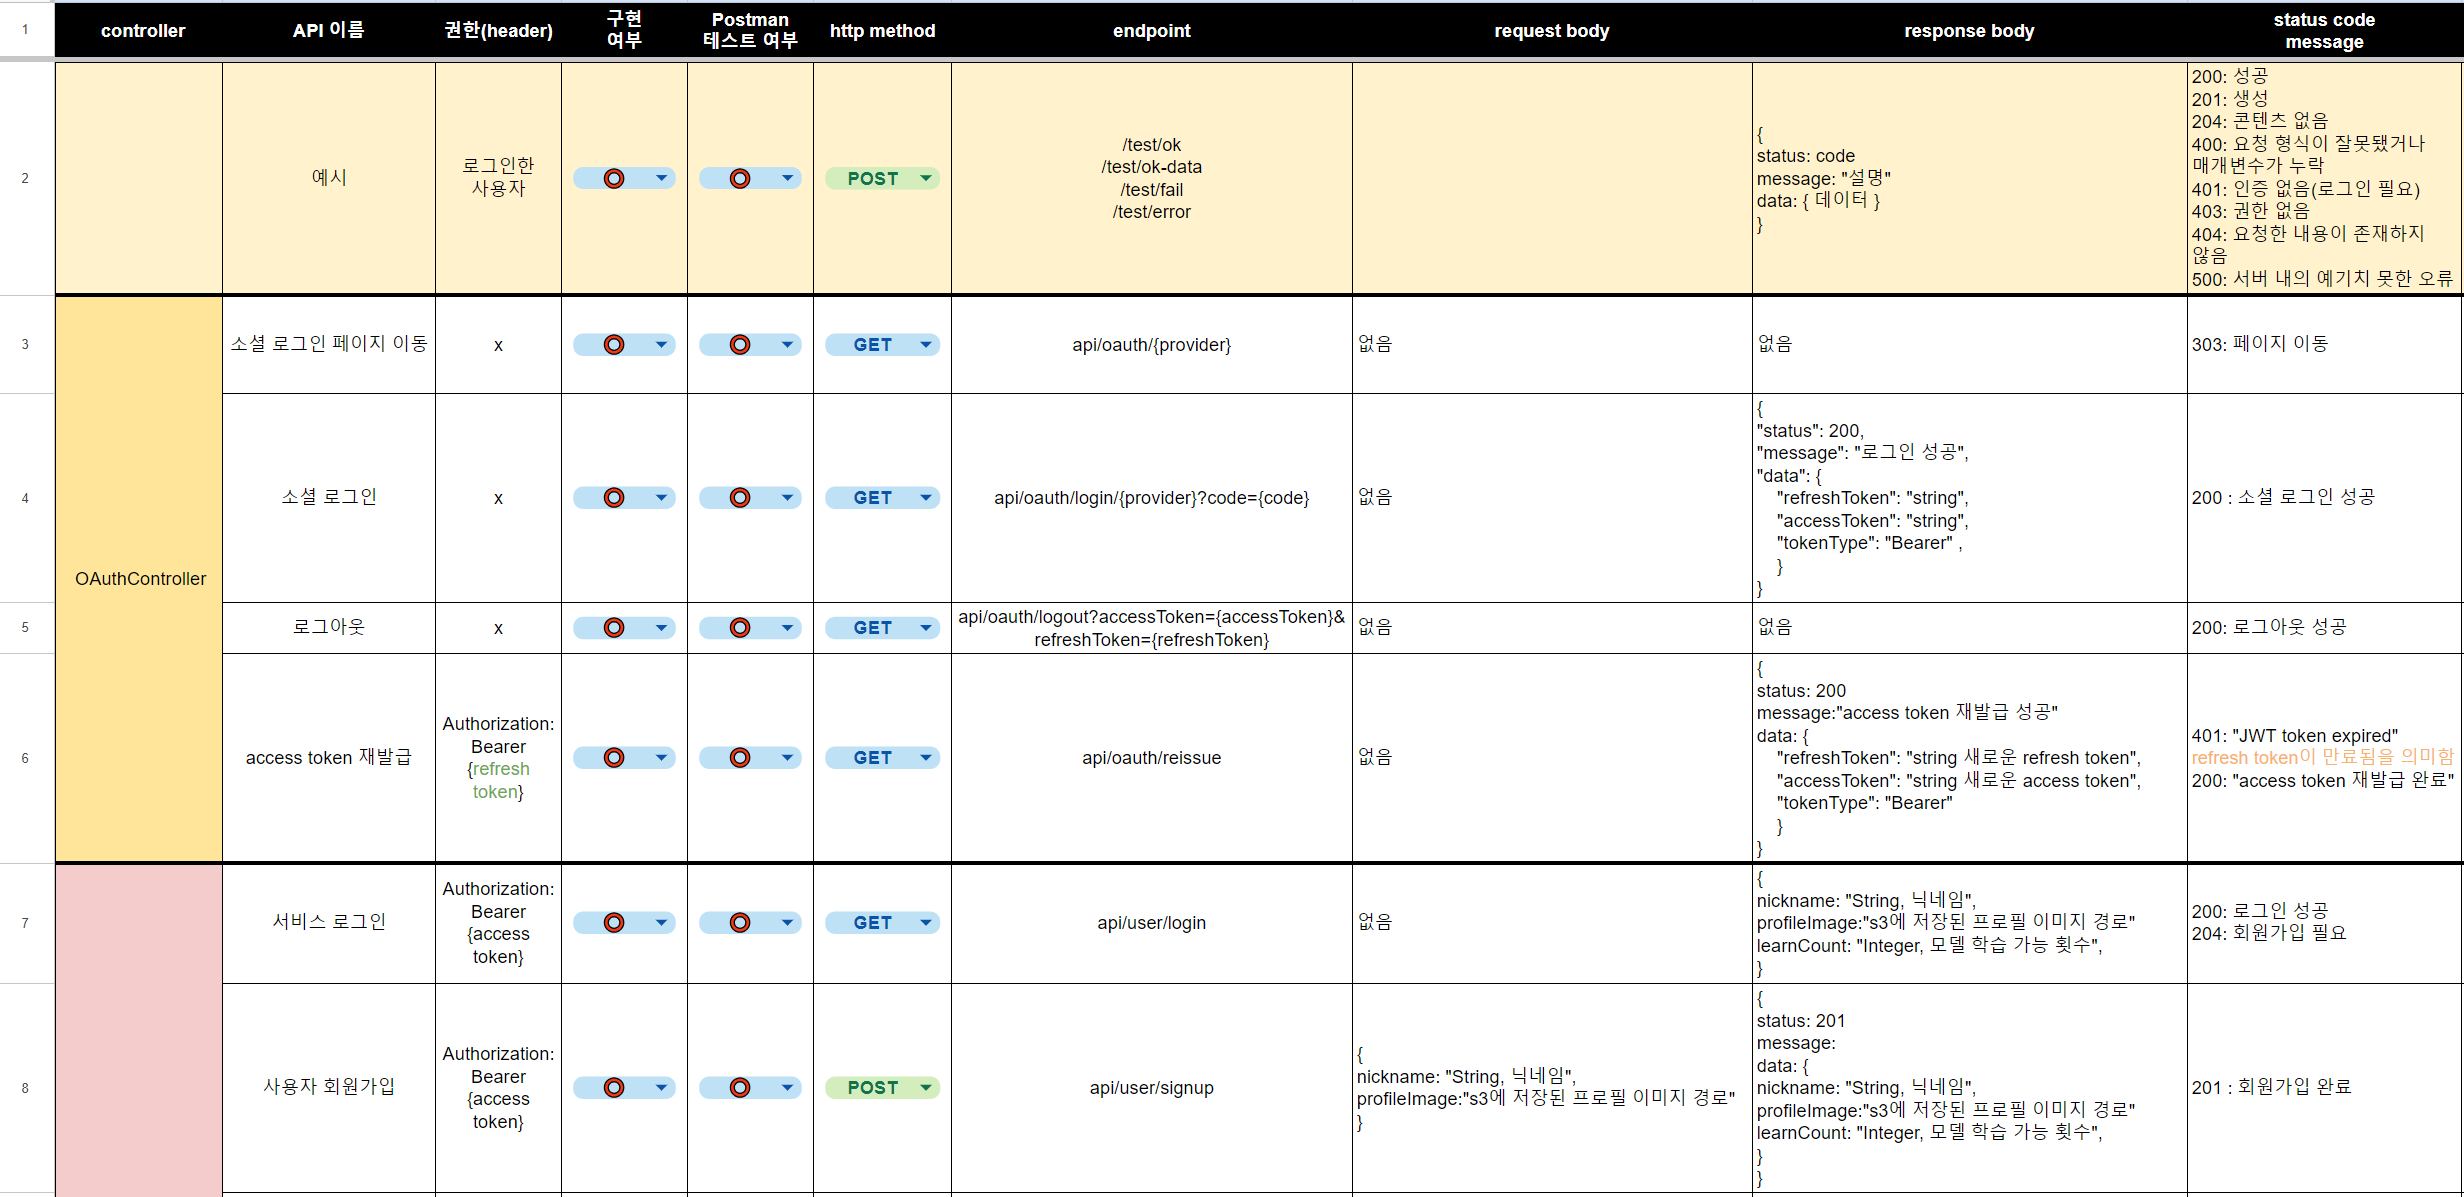 1
controller
API 이름
권한(header)
구현
여부
Postman
테스트 여부
http method
endpoint
request body
response body
status code
message
2
예시
로그인한
사용자
POST
/test/ok
/test/ok-data
/test/fail
/test/error
{
status: code
message: "설명"
data: { 데이터 }
}
200: 성공
201: 생성
204: 콘텐츠 없음
400: 요청 형식이 잘못됐거나
매개변수가 누락
401: 인증 없음(로그인 필요)
403: 권한 없음
404: 요청한 내용이 존재하지
않음
500: 서버 내의 예기치 못한 오류
OAuthController
3
소셜 로그인 페이지 이동
x
GET
api/oauth/{provider}
없음
없음
303: 페이지 이동
4
소셜 로그인
x
GET
api/oauth/login/{provider}?code={code}
없음
{
"status": 200,
"message": "로그인 성공",
"data": {
"refreshToken": "string",
"accessToken": "string",
"tokenType": "Bearer" ,
}
}
200 : 소셜 로그인 성공
5
로그아웃
x
GET
api/oauth/logout?accessToken={accessToken}&
refreshToken={refreshToken}
없음
없음
200: 로그아웃 성공
6
access token 재발급
Authorization:
Bearer
{refresh
token}
GET
api/oauth/reissue
없음
{
status: 200
message:"access token 재발급 성공"
data: {
"refreshToken": "string 새로운 refresh token",
"accessToken": "string 새로운 access token",
"tokenType": "Bearer"
}
}
401: "JWT token expired"
refresh token이 만료됨을 의미함
200: "access token 재발급 완료"
7
서비스 로그인
Authorization:
Bearer
{access
token}
GET
api/user/login
없음
{
nickname: "String, 닉네임",
profileImage:"s3에 저장된 프로필 이미지 경로"
learnCount: "Integer, 모델 학습 가능 횟수",
}
200: 로그인 성공
204: 회원가입 필요
8
사용자 회원가입
Authorization:
Bearer
{access
token}
POST
api/user/signup
{
nickname: "String, 닉네임",
profileImage:"s3에 저장된 프로필 이미지 경로"
}
{
status: 201
message:
data: {
nickname: "String, 닉네임",
profileImage:"s3에 저장된 프로필 이미지 경로"
learnCount: "Integer, 모델 학습 가능 횟수",
}
}
201 : 회원가입 완료